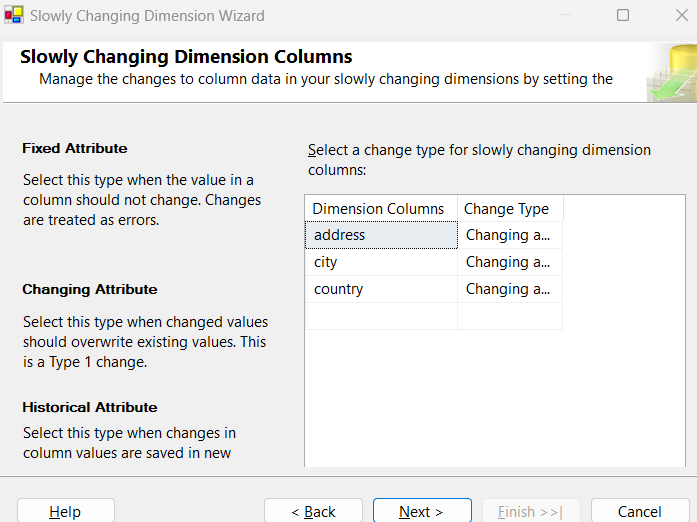 Slowly Changing Dimension Wizard
Slowly Changing Dimension Columns
Manage the changes to column data in your slowly changing dimensions by setting the
Fixed Attribute
Select this type when the value in a
column should not change. Changes
are treated as errors.
Changing Attribute
Select this type when changed values
should overwrite existing values. This
is a Type 1 change.
Historical Attribute
Select this type when changes in
column values are saved in new
Select a change type for slowly changing dimension
columns:
Dimension Columns Change Type
address Changing a...
city Changing a...
country Changing a...
Help < Back Next > Finish >>| Cancel